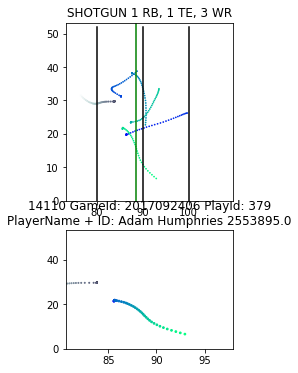 SHOTGUN 1 RB, 1 TE, 3 WR
50
40
30
20
10
0
80 90 100
14110 GameId: 2017092406 PlayId: 379
PlayerName + ID: Adam Humphries 2553895.0
40
20
0
85 90 95